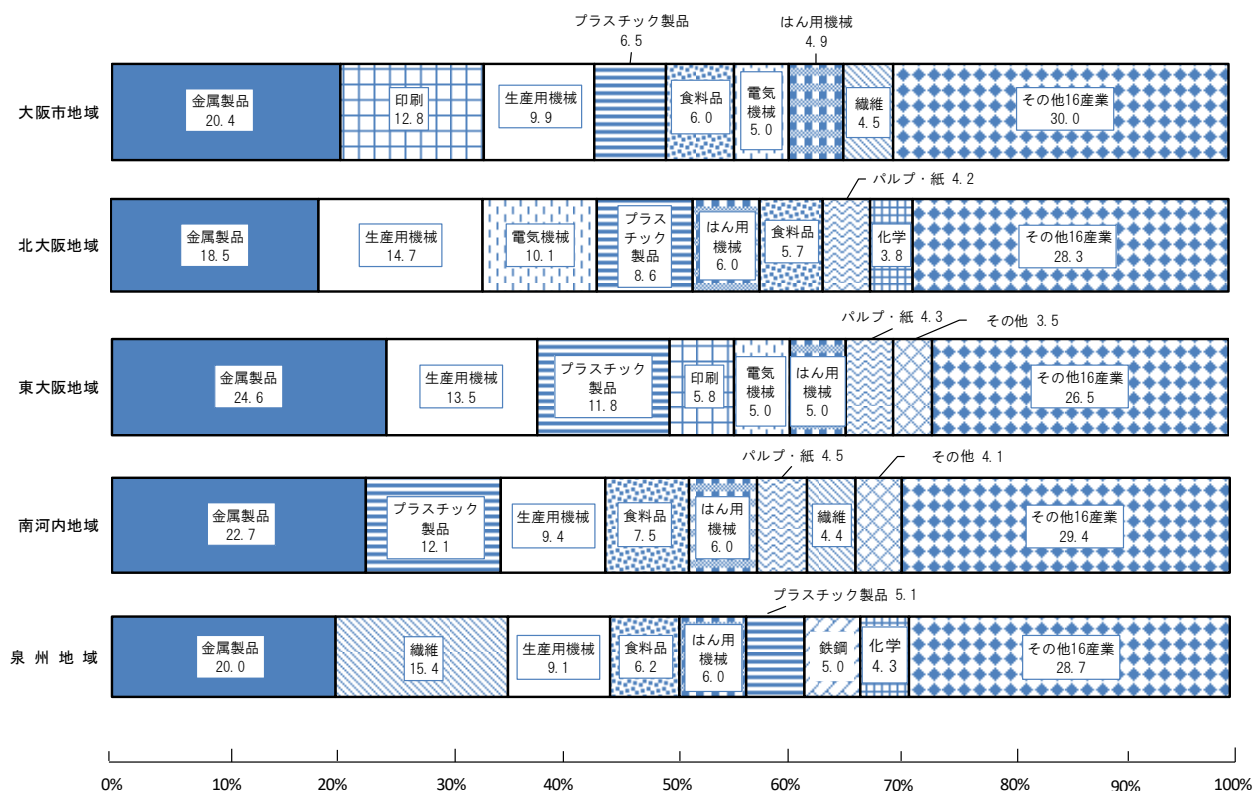 プラスチック製品
6.5
はん用機械
4.9
大阪市地域
金属製品
20.4
印刷
12.8
生産用機械
9.9
食料品
6.0
電気
機械
5.0
繊維
4.5
その他16産業
30.0
パルプ・紙 4.2
北大阪地域
金属製品
18.5
生産用機械
14.7
電気機械
10.1
プラス
チック
製品
8.6
はん用
機械
6.0
食料品
5.7
化学
3.8
その他16産業
28.3
パルプ・紙 4.3
その他 3.5
東大阪地域
金属製品
24.6
生産用機械
13.5
プラスチック
製品
11.8
印刷
5.8
電気
機械
5.0
はん用
機械
5.0
その他16産業
26.5
パルプ・紙 4.5
その他 4.1
南河内地域
金属製品
22.7
プラスチック
製品
12.1
生産用機械
9.4
食料品
7.5
はん用
機械
6.0
繊維
4.4
その他16産業
29.4
プラスチック製品 5.1
泉州地域
金属製品
20.0
繊維
15.4
生産用機械
9.1
食料品
6.2
はん用
機械
6.0
鉄鋼
5.0
化学
4.3
その他16産業
28.7
0% 10% 20% 30% 40% 50% 60% 70% 80% 90% 100%